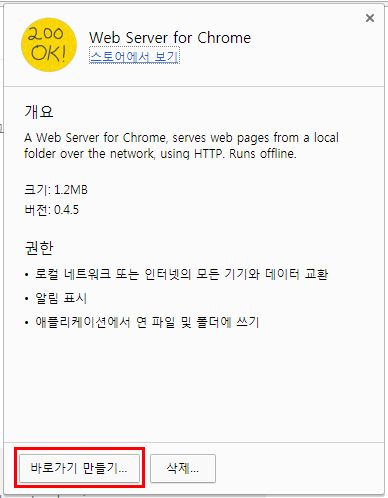 200
OK!
Web Server for Chrome
스토어에서 보기
개요
A Web Server for Chrome, serves web pages from a local
folder over the network, using HTTP. Runs offline.
크기: 1.2MB
버전: 0.4.5
권한
• 로컬 네트워크 또는 인터넷의 모든 기기와 데이터 교환
• 알림 표시
• 애플리케이션에서 연 파일 및 폴더에 쓰기
바로가기 만들기... 삭제...